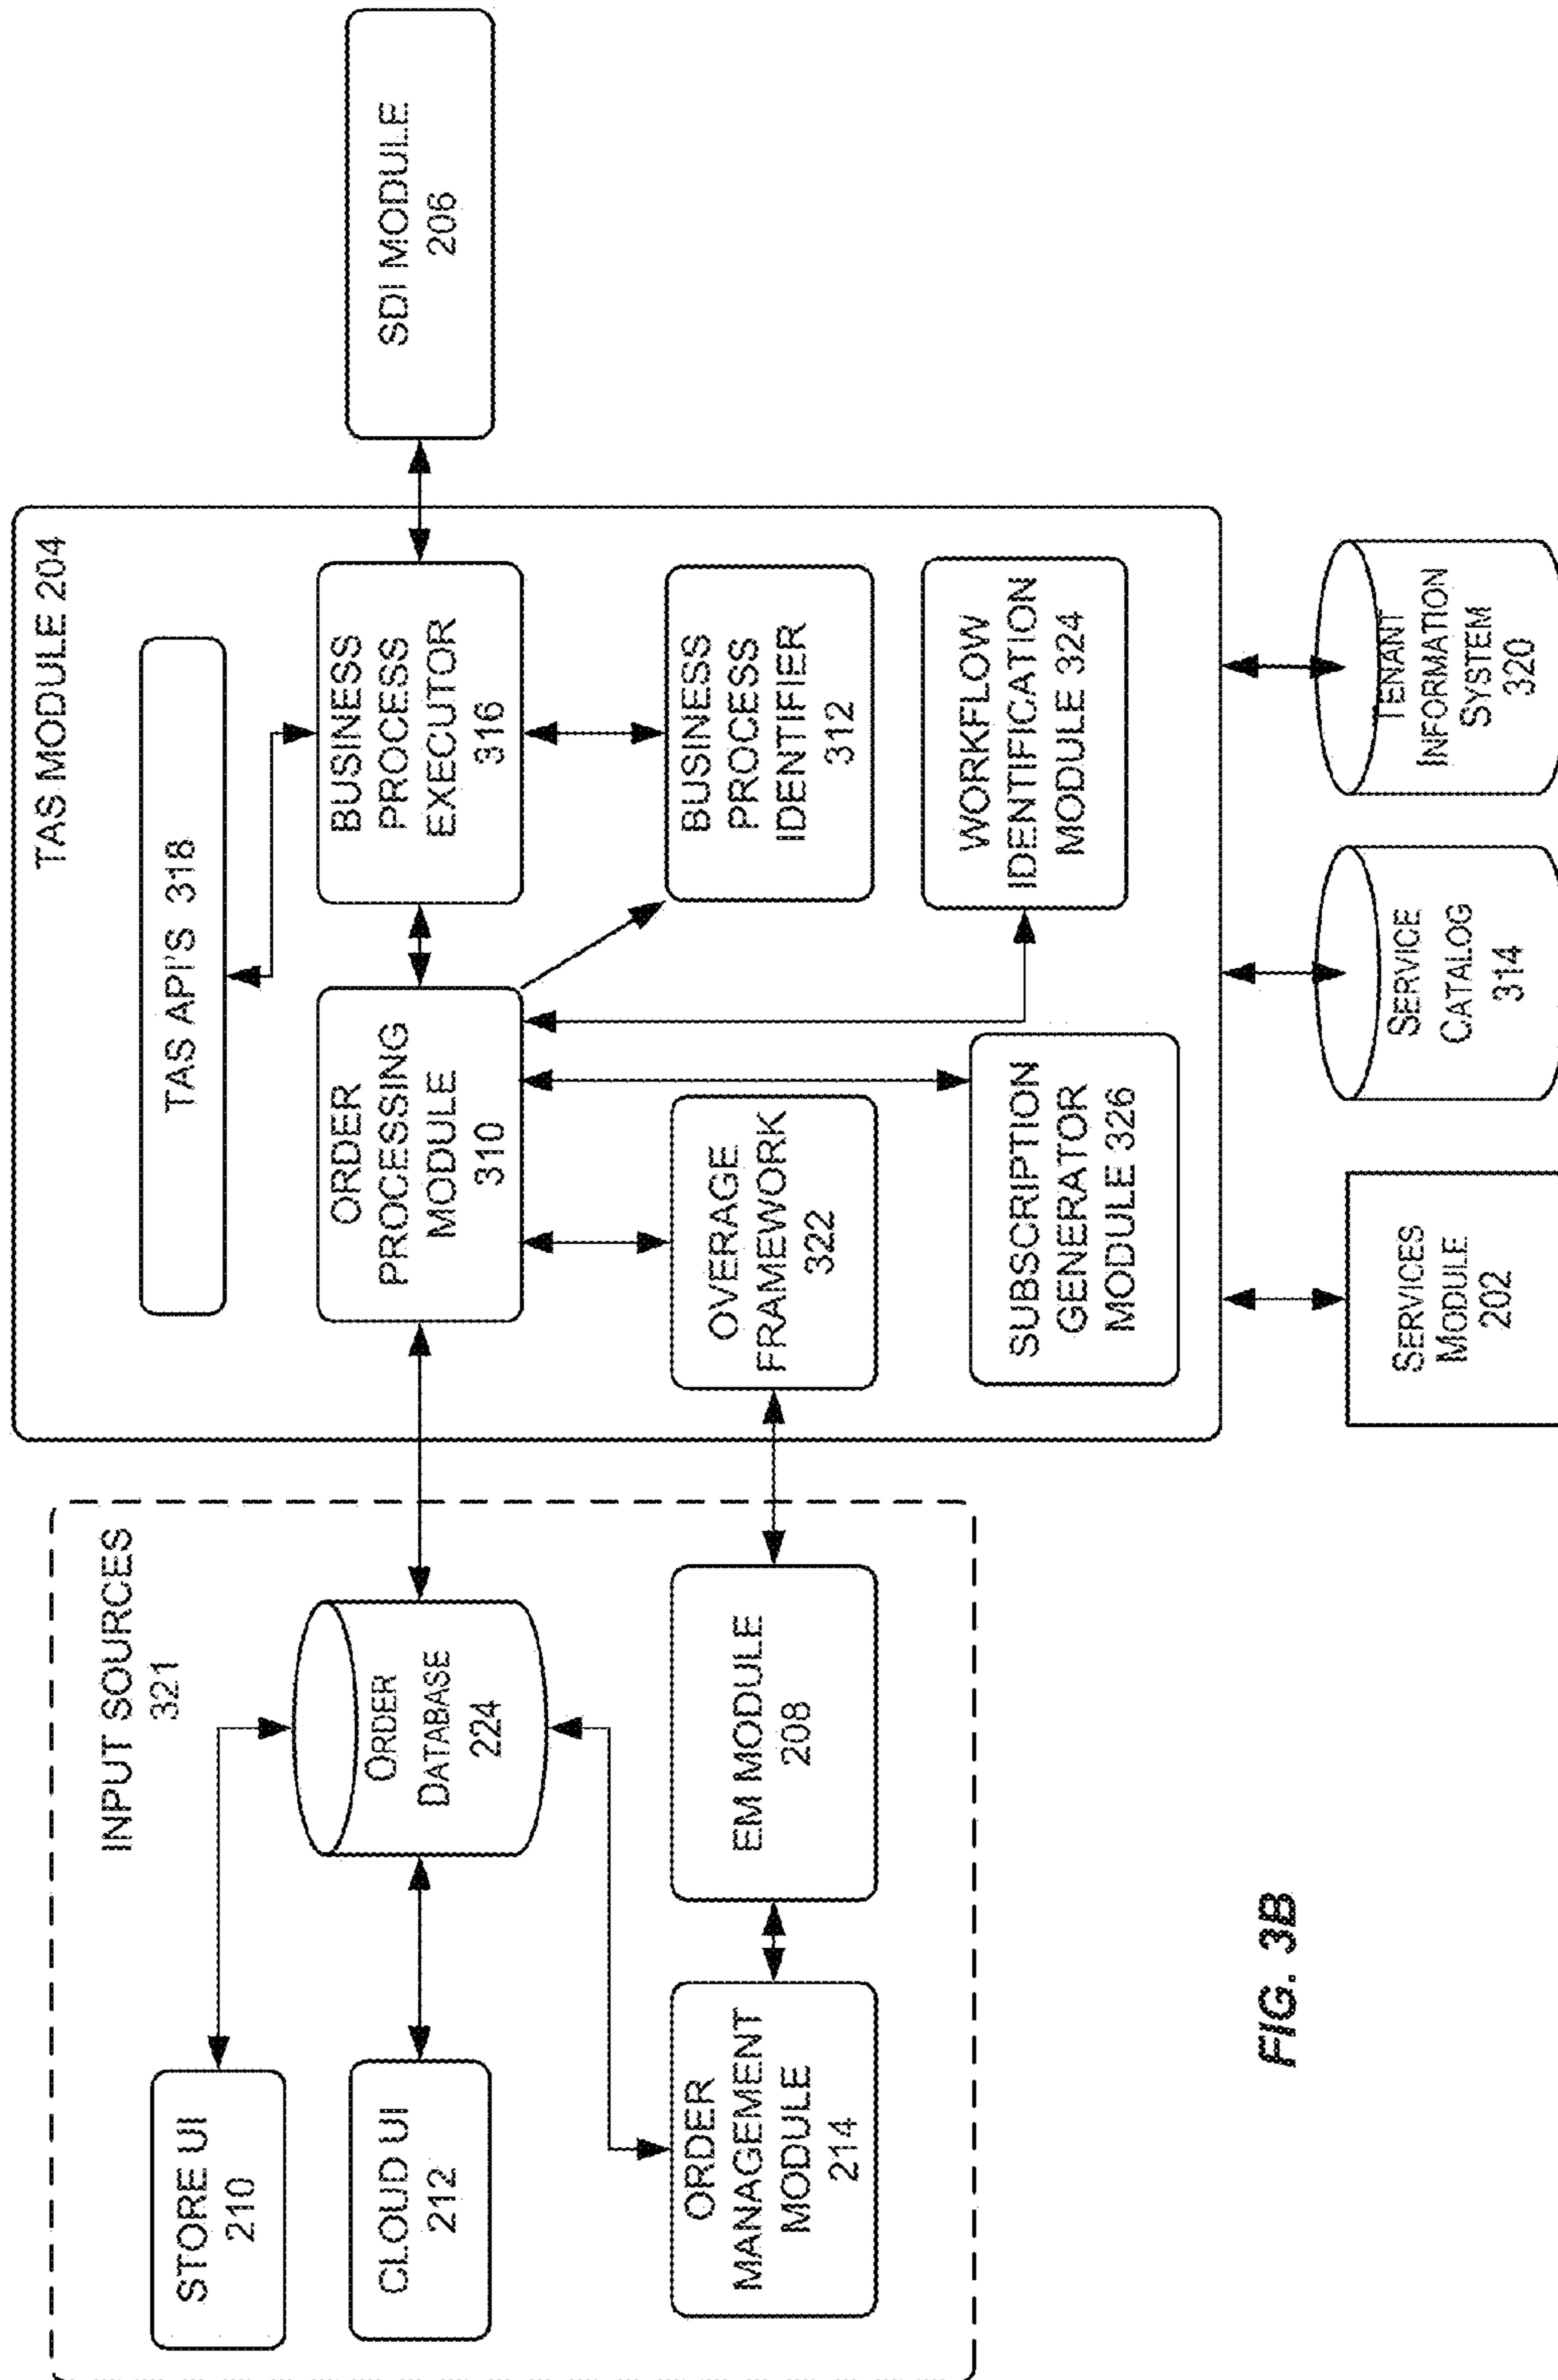 INPUT SOURCES
321
STORE UI
210
CLOUD UI
212
ORDER
DATABASE
224
ORDER
MANAGEMENT
MODULE
214
EM MODULE
208
TAS MODULE 204
TAS API'S 318
ORDER
PROCESSING
MODULE
310
BUSINESS
PROCESS
EXECUTOR
316
OVERAGE
FRAMEWORK
322
BUSINESS
PROCESS
IDENTIFIER
312
SUBSCRIPTION
GENERATOR
MODULE 326
WORKFLOW
IDENTIFICATION
MODULE 324
SDI MODULE
206
SERVICES
MODULE
202
SERVICE
CATALOG
314
TENANT
INFORMATION
SYSTEM
320
FIG. 3B